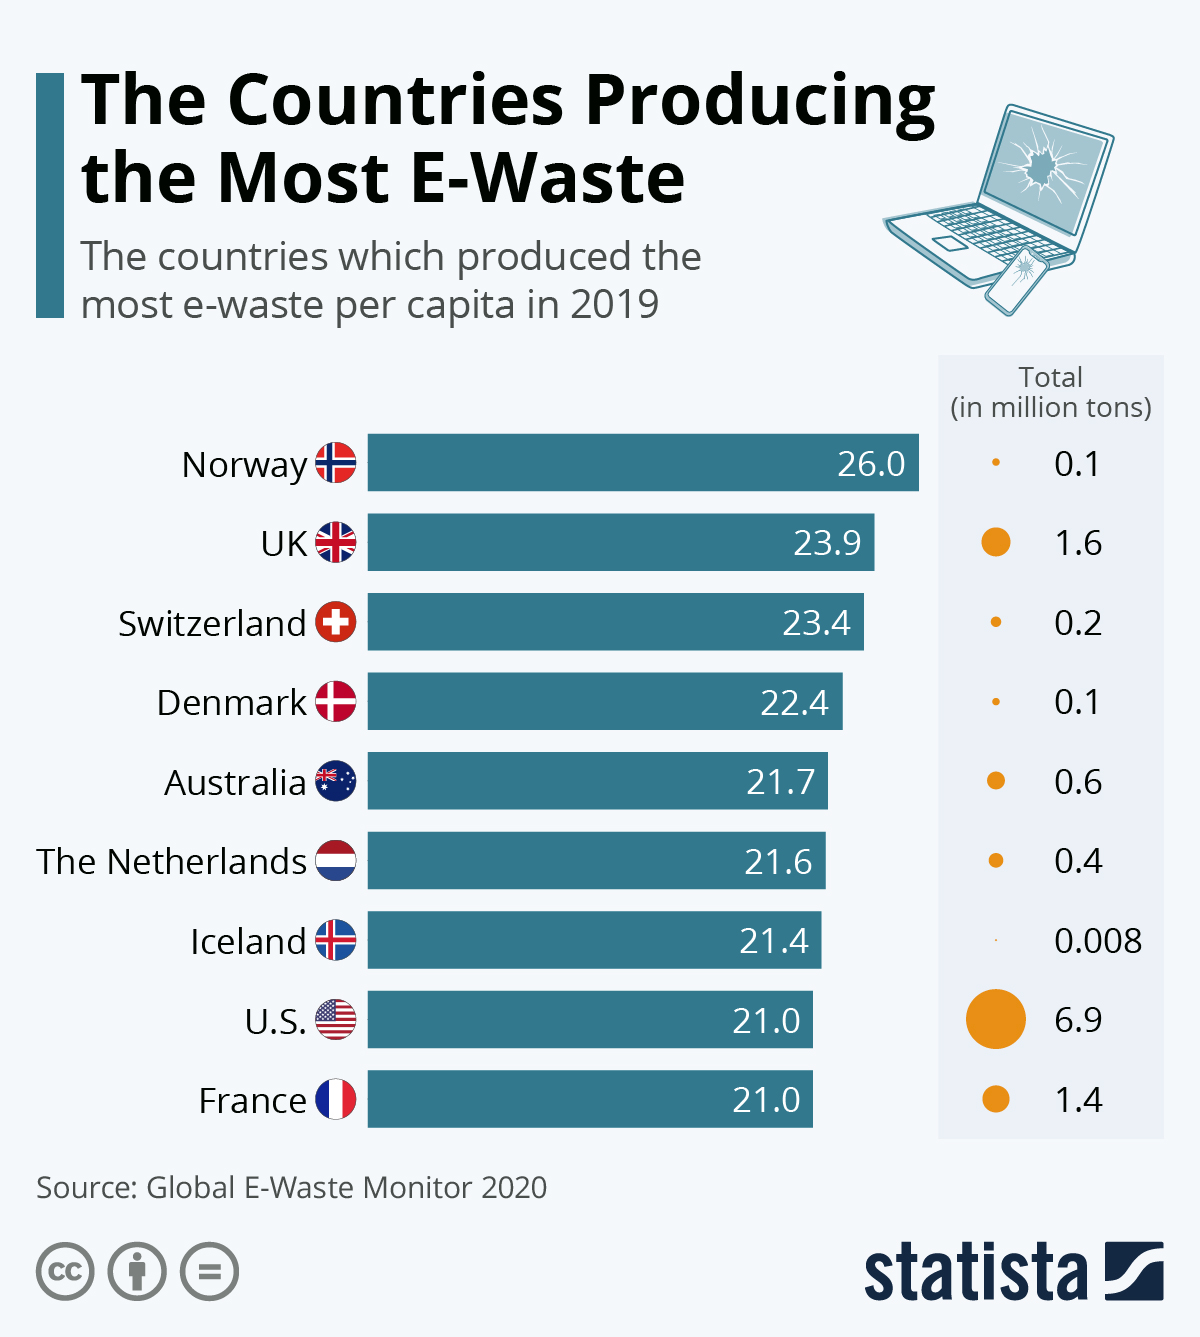 The Countries Producing
the Most E-Waste
The countries which produced the
most e-waste per capita in 2019
Total
(in million tons)
Norway 26.0 0.1
UK 23.9 1.6
Switzerland 23.4 0.2
Denmark 22.4 0.1
Australia 21.7 0.6
The Netherlands 21.6 0.4
Iceland 21.4 0.008
U.S. 21.0 6.9
France 21.0 1.4
Source: Global E-Waste Monitor 2020
cc
statista